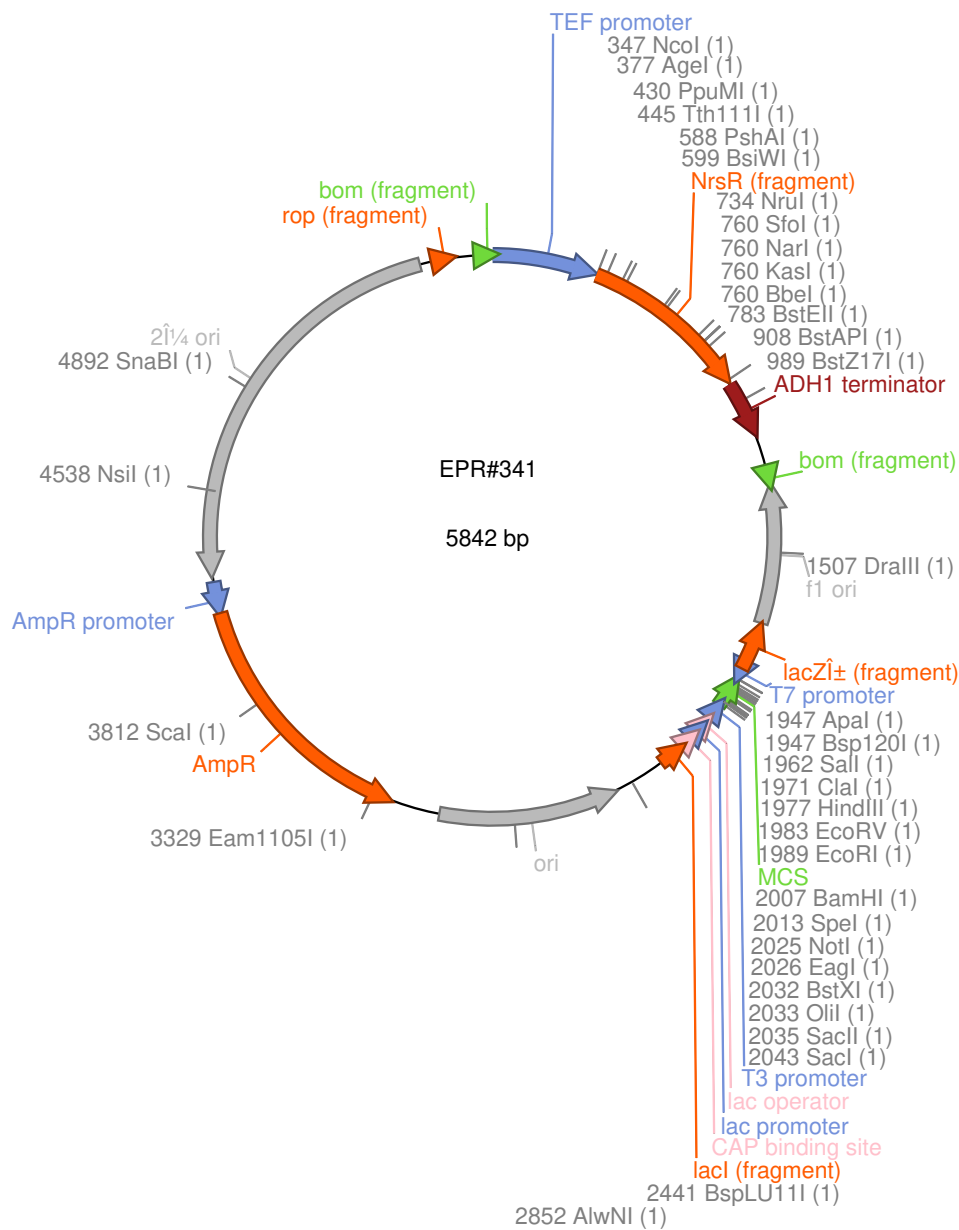 TEF promoter
347 NcoI (1)
377 AgeI (1)
430 PpuMI (1)
445 Tth111I (1)
588 PshAI (1)
599 BsiWI (1)
bom (fragment)
NrsR (fragment)
rop (fragment)
734 NruI (1)
760 SfoI (1)
760 NarI (1)
760 KasI (1)
760 BbeI (1)
783 BstEII (1)
2Î¼ ori
908 BstAPI (1)
4892 SnaBI (1)
989 BstZ17I (1)
ADH1 terminator
EPR#341
bom (fragment)
4538 NsiI (1)
5842 bp
1507 DraIII (1)
f1 ori
AmpR promoter
lacZÎ± (fragment)
T7 promoter
3812 ScaI (1)
1947 ApaI (1)
1947 Bsp120I (1)
AmpR
1962 SalI (1)
1971 ClaI (1)
1977 HindIII (1)
3329 Eam1105I (1)
1983 EcoRV (1)
1989 EcoRI (1)
ori
MCS
2007 BamHI (1)
2013 SpeI (1)
2025 NotI (1)
2026 EagI (1)
2032 BstXI (1)
2033 OliI (1)
2035 SacII (1)
2043 SacI (1)
T3 promoter
lac operator
lac promoter
CAP binding site
lacI (fragment)
2441 BspLU11I (1)
2852 AlwNI (1)